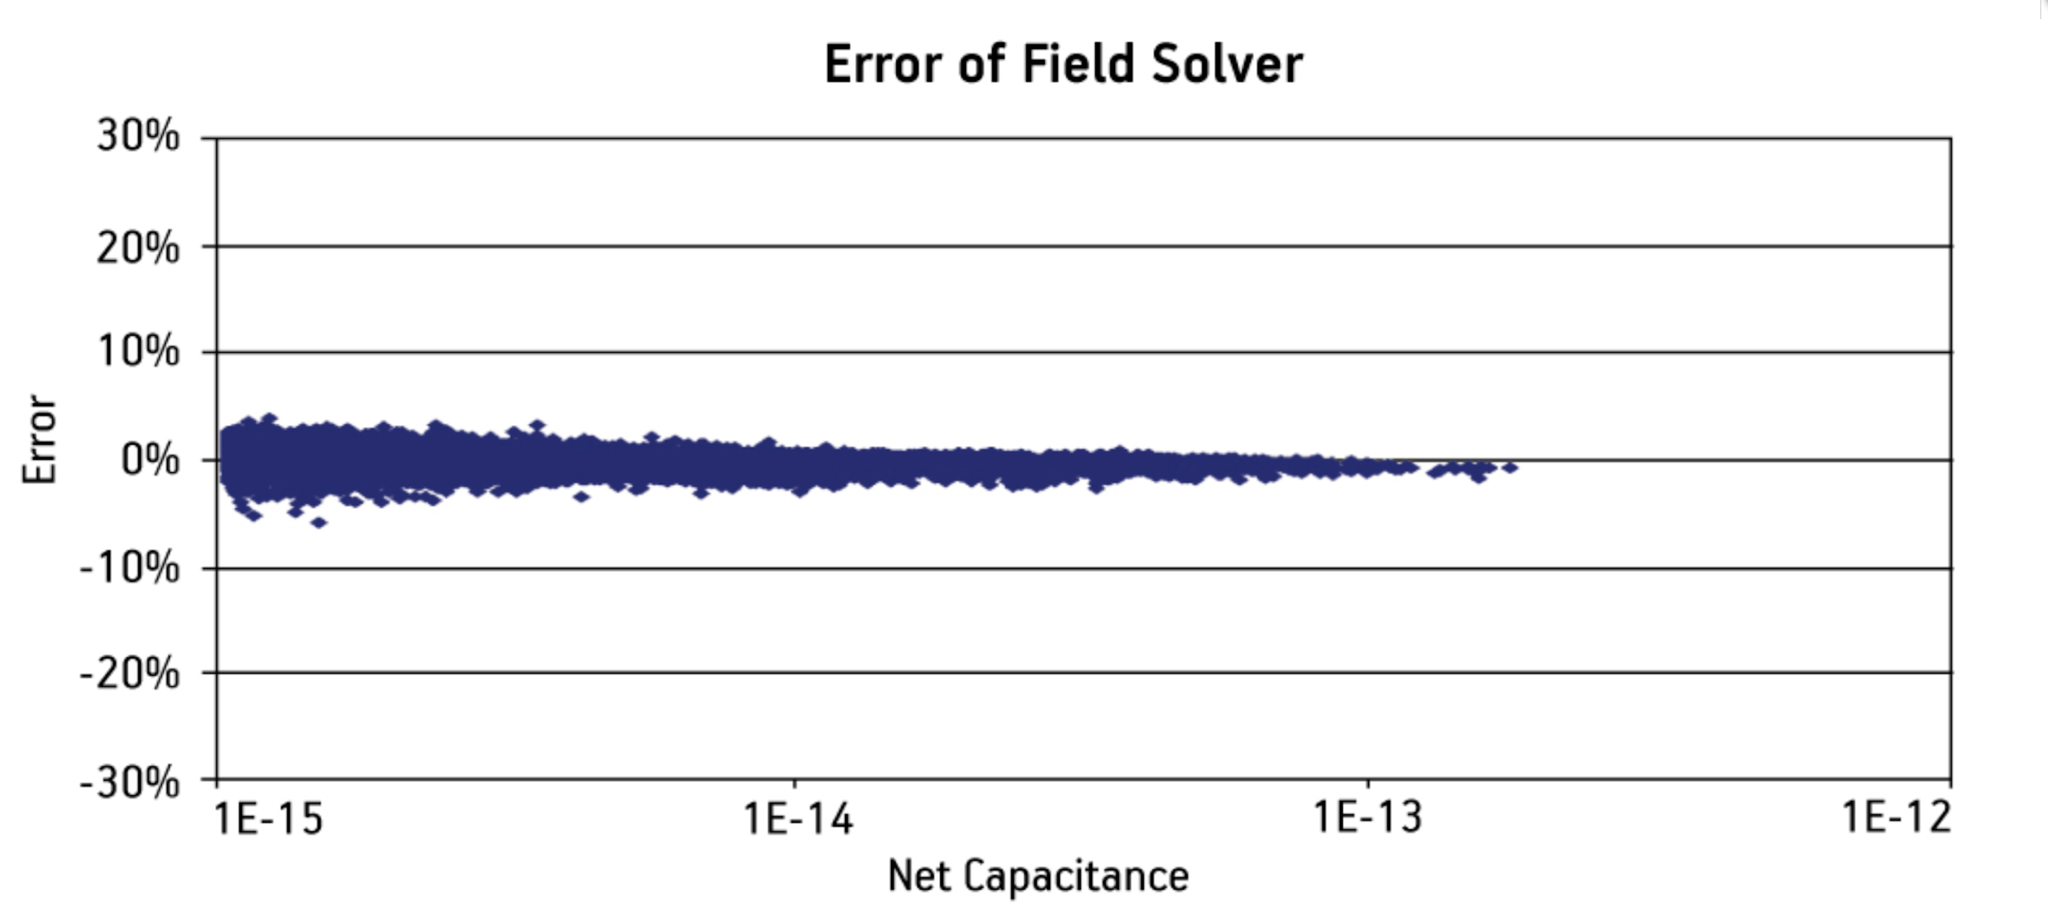 Error of Field Solver
30%
20%
10%
0%
-10%
-20%
-30%
Error
1E-15 1E-14 1E-13 1E-12
Net Capacitance